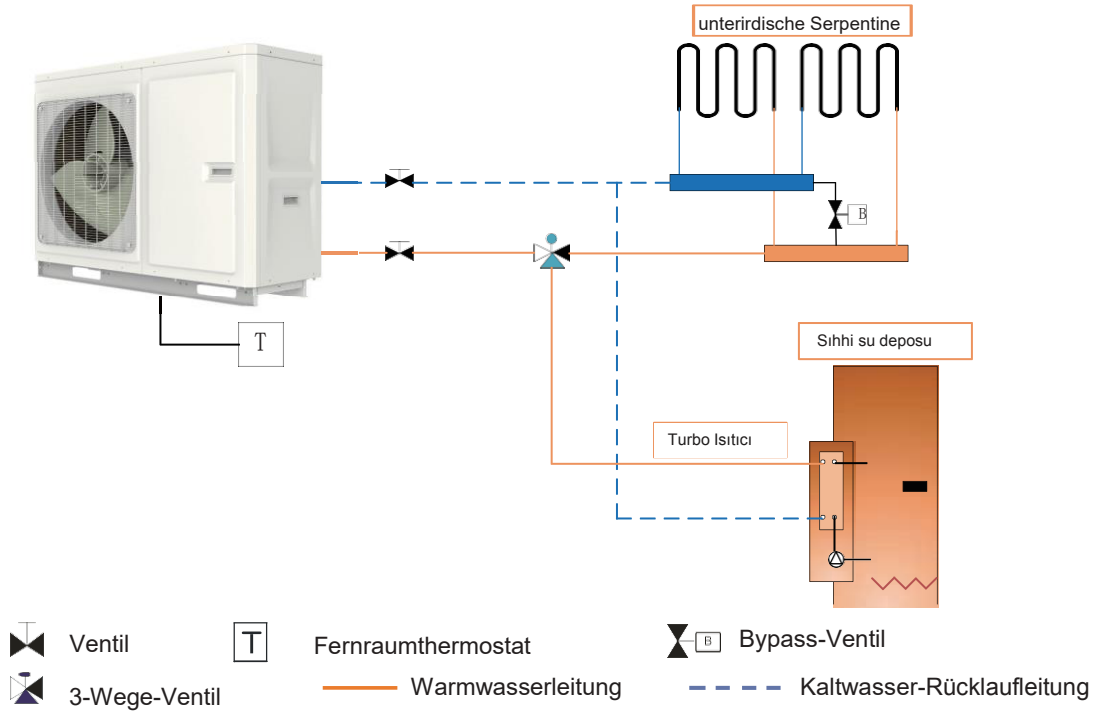 unterirdische Serpentine
B
T
Sıhhi su deposu
Turbo Isıtıcı
Ventil
T
Fernraumthermostat
B
Bypass-Ventil
3-Wege-Ventil
Warmwasserleitung
Kaltwasser-Rücklaufleitung